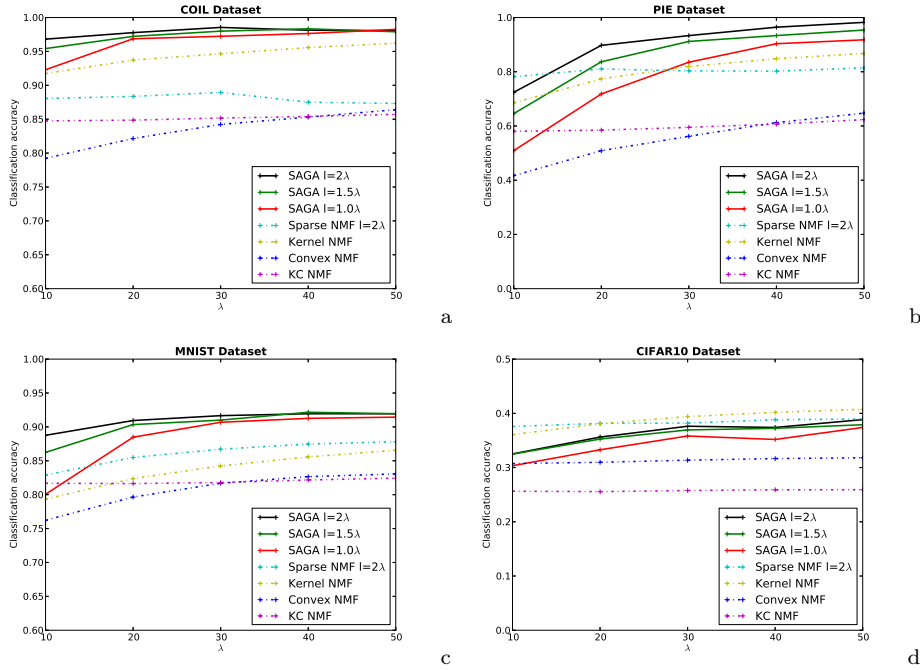 COIL Dataset
1.00
0.95
0.90
0.85
0.80
0.75
0.70
0.65
0.60
10 20 30 40 50
λ
Classification accuracy
SAGA l=2λ
SAGA l=1.5λ
SAGA l=1.0λ
Sparse NMF l=2λ
Kernel NMF
Convex NMF
KC NMF
a
PIE Dataset
1.0
0.8
0.6
0.4
0.2
0.0
10 20 30 40 50
λ
Classification accuracy
SAGA l=2λ
SAGA l=1.5λ
SAGA l=1.0λ
Sparse NMF l=2λ
Kernel NMF
Convex NMF
KC NMF
b
MNIST Dataset
1.00
0.95
0.90
0.85
0.80
0.75
0.70
0.65
0.60
10 20 30 40 50
λ
Classification accuracy
SAGA l=2λ
SAGA l=1.5λ
SAGA l=1.0λ
Sparse NMF l=2λ
Kernel NMF
Convex NMF
KC NMF
c
CIFAR10 Dataset
0.5
0.4
0.3
0.2
0.1
0.0
10 20 30 40 50
λ
Classification accuracy
SAGA l=2λ
SAGA l=1.5λ
SAGA l=1.0λ
Sparse NMF l=2λ
Kernel NMF
Convex NMF
KC NMF
d